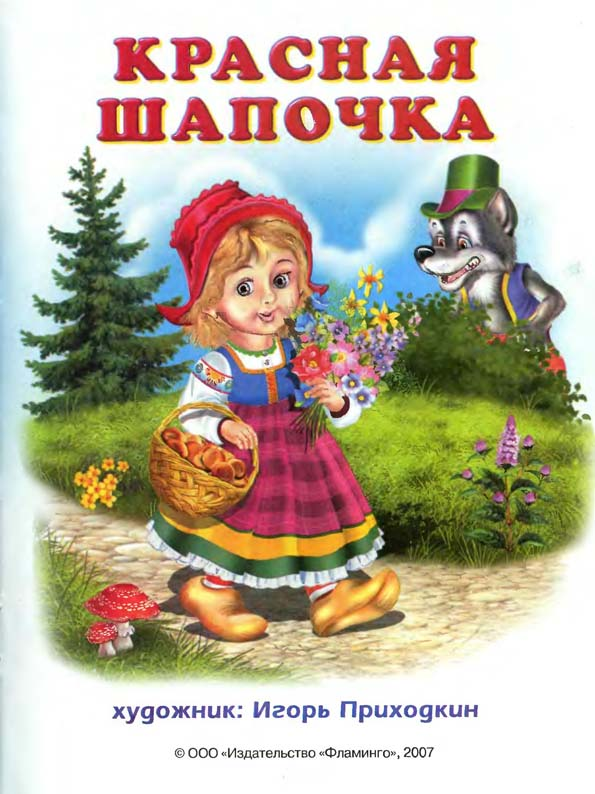 КРАСНАЯ
ШАПОЧКА
художник: Игорь Приходкин
© ООО «Издательство «Фламинго», 2007